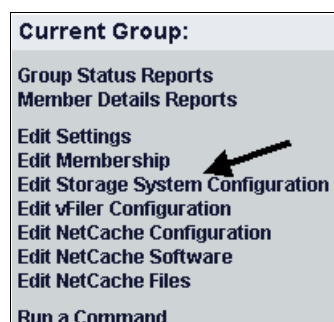 Current Group:
Group Status Reports
Member Details Reports
Edit Settings
Edit Membership
Edit Storage System Configuration
Edit vFiler Configuration
Edit NetCache Configuration
Edit NetCache Software
Edit NetCache Files
Run a Command